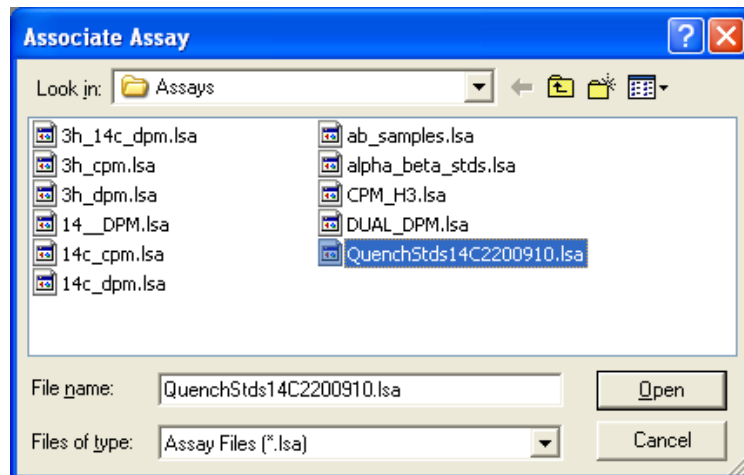 Associate Assay
Look in: Assays
3h_14c_dpm.lsa
3h_cpm.lsa
3h_dpm.lsa
14__DPM.lsa
14c_cpm.lsa
14c_dpm.lsa
ab_samples.lsa
alpha_beta_stds.lsa
CPM_H3.lsa
DUAL_DPM.lsa
QuenchStds14C2200910.lsa
File name: QuenchStds14C2200910.lsa Open
Files of type: Assay Files (*.lsa) Cancel